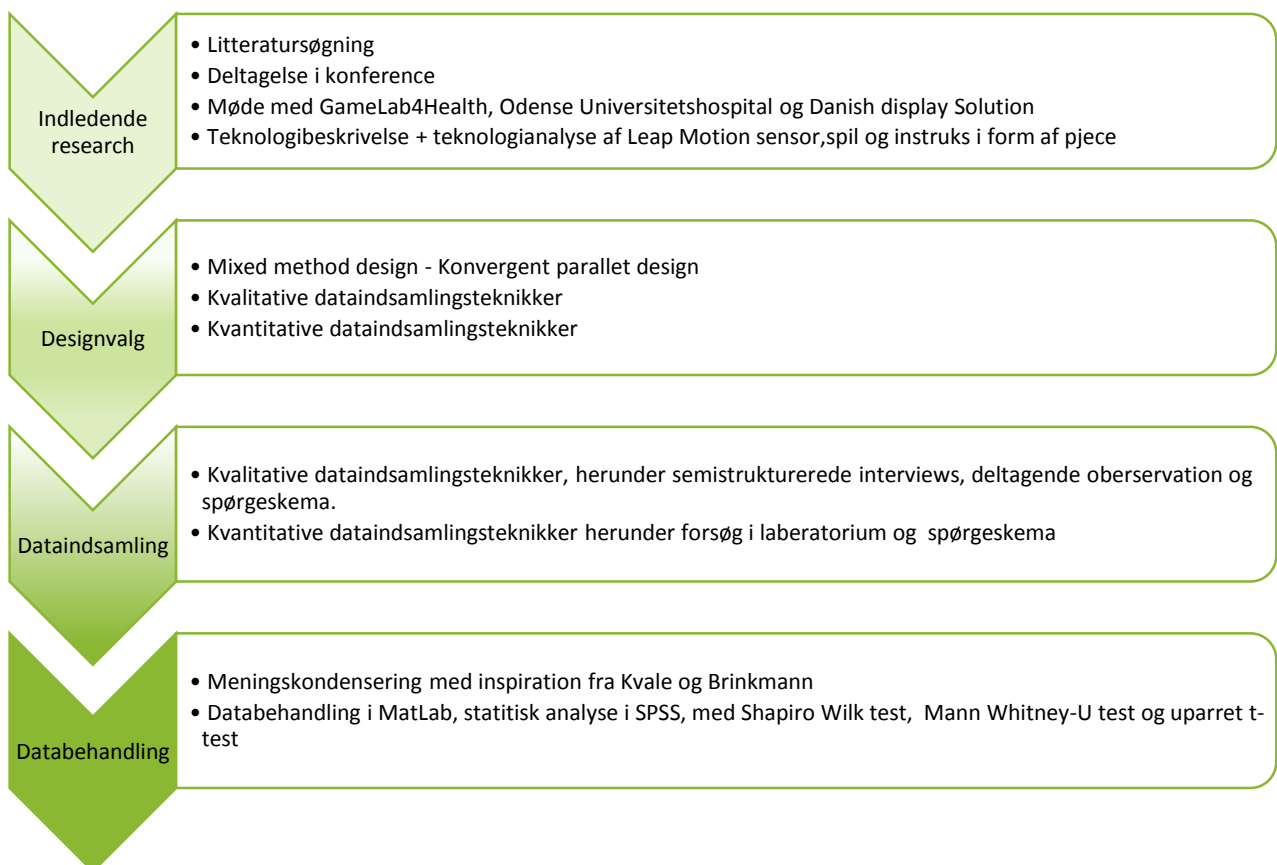 Indledende
research
• Litteratursøgning
• Deltagelse i konference
• Møde med GameLab4Health, Odense Universitetshospital og Danish display Solution
• Teknologibeskrivelse + teknologianalyse af Leap Motion sensor,spil og instruks i form af pjece
Designvalg
• Mixed method design - Konvergent parallet design
• Kvalitative dataindsamlingsteknikker
• Kvantitative dataindsamlingsteknikker
Dataindsamling
• Kvalitative dataindsamlingsteknikker, herunder semistrukturerede interviews, deltagende oberservation og
spørgeskema.
• Kvantitative dataindsamlingsteknikker herunder forsøg i laberatorium og spørgeskema
Databehandling
• Meningskondensering med inspiration fra Kvale og Brinkmann
• Databehandling i MatLab, statitisk analyse i SPSS, med Shapiro Wilk test, Mann Whitney-U test og uparret t-
test